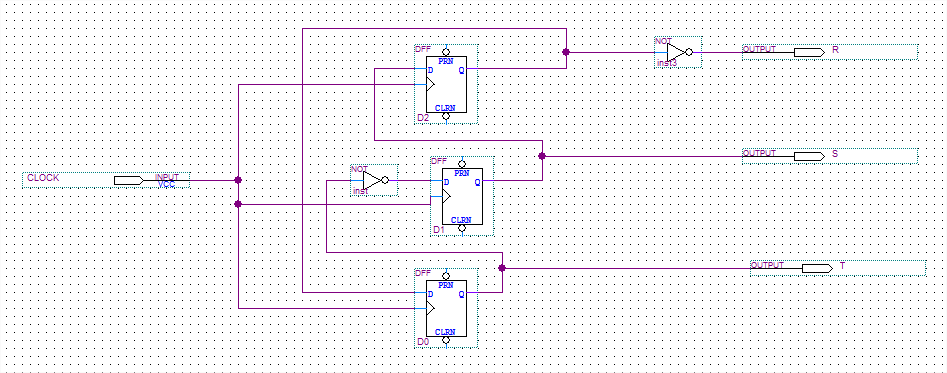 NOT
OUTPUT
R
DFF
PRN
D
Q
inst3
CLRN
D2
OUTPUT
S
DFF
NOT
PRN
CLOCK
INPUT
VCC
D
Q
inst
CLRN
D1
OUTPUT
T
DFF
PRN
D
Q
CLRN
D0